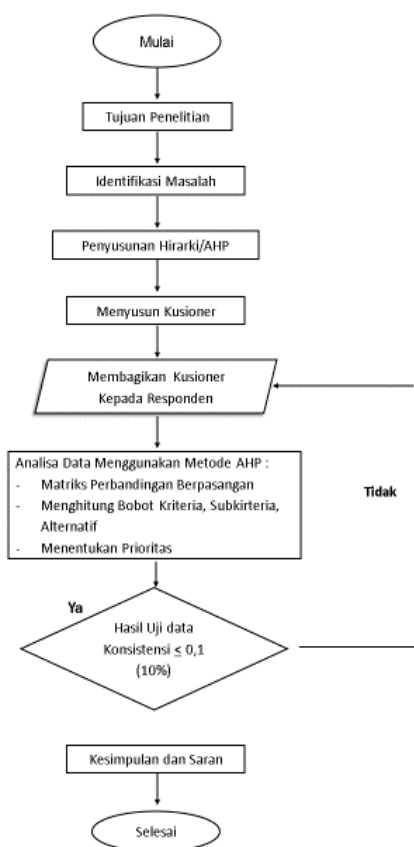 Mulai
Tujuan Penelitian
Identifikasi Masalah
Penyusunan Hirarki/AHP
Menyusun Kusioner
Membagikan Kusioner
Kepada Responden
Analisa Data Menggunakan Metode AHP :
- Matriks Perbandingan Berpasangan
- Menghitung Bobot Kriteria, Subkirteria,
Alternatif
- Menentukan Prioritas
Tidak
Ya
Hasil Uji data
Konsistensi ≤ 0,1
(10%)
Kesimpulan dan Saran
Selesai